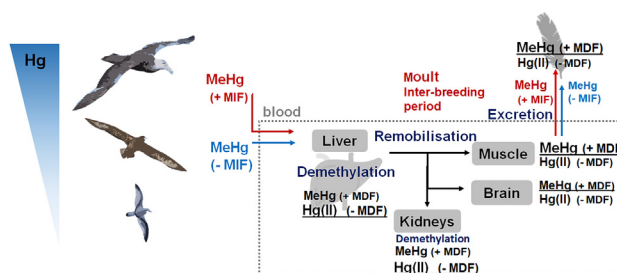 Hg
MeHg
(+ MIF)
MeHg
(- MIF)
blood
Liver
Demethylation
MeHg (+ MDF)
Hg(II) (- MDF)
Moult
Inter-breeding
period
Remobilisation
Kidneys
Demethylation
MeHg (+ MDF)
Hg(II) (- MDF)
MeHg (+ MDF)
Hg(II) (- MDF)
MeHg
(+ MIF)
MeHg
(- MIF)
Excretion
Muscle
MeHg (+ MDF)
Hg(II) (- MDF)
Brain
MeHg (+ MDF)
Hg(II) (- MDF)